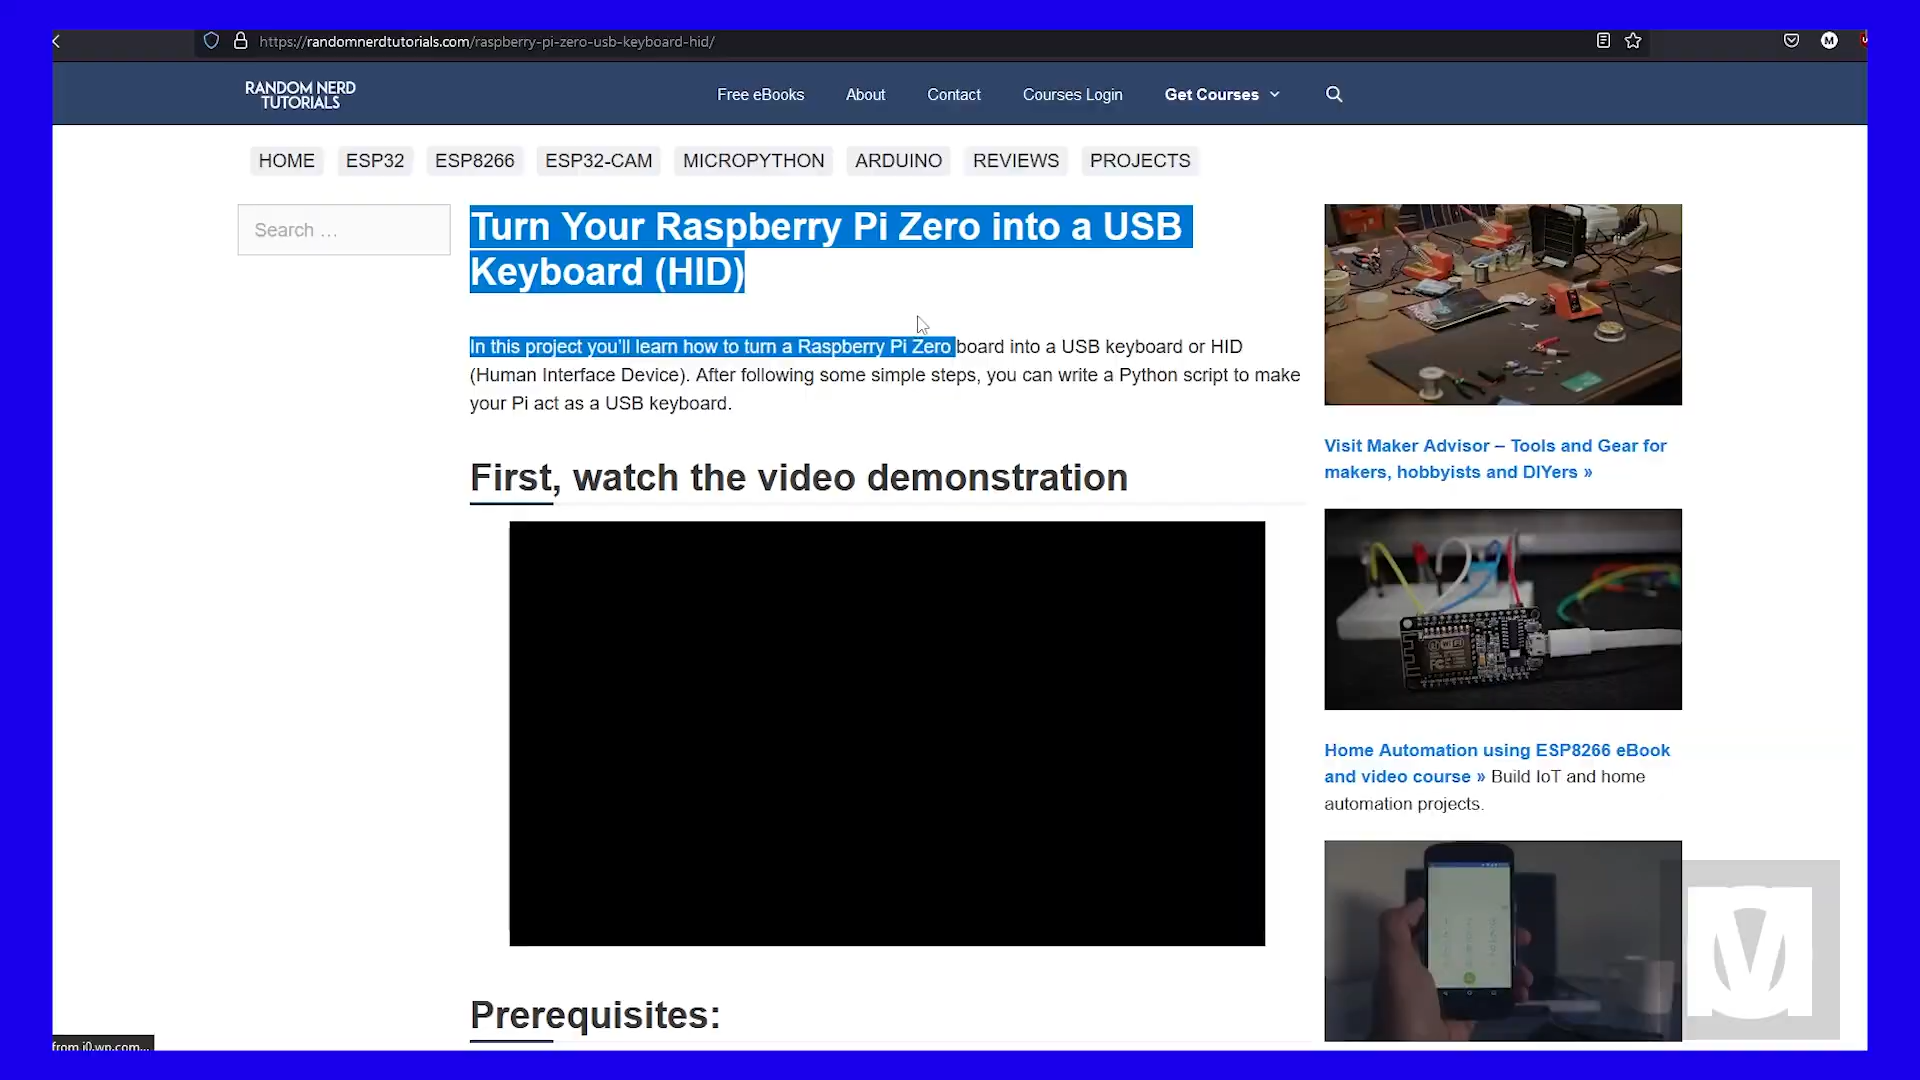 https://randomnerdtutorials.com/raspberry-pi-zero-usb-keyboard-hid/
M
RANDOM NERD
TUTORIALS
Free eBooks
About
Contact
Courses Login
Get Courses
HOME
ESP32
ESP8266
ESP32-CAM
MICROPYTHON
ARDUINO
REVIEWS
PROJECTS
Search …
Turn Your Raspberry Pi Zero into a USB
Keyboard (HID)
In this project you'll learn how to turn a Raspberry Pi Zero board into a USB keyboard or HID
(Human Interface Device). After following some simple steps, you can write a Python script to make
your Pi act as a USB keyboard.
First, watch the video demonstration
Prerequisites:
Visit Maker Advisor – Tools and Gear for
makers, hobbyists and DIYers »
Home Automation using ESP8266 eBook
and video course » Build IoT and home
automation projects.
from i0.wp.com…